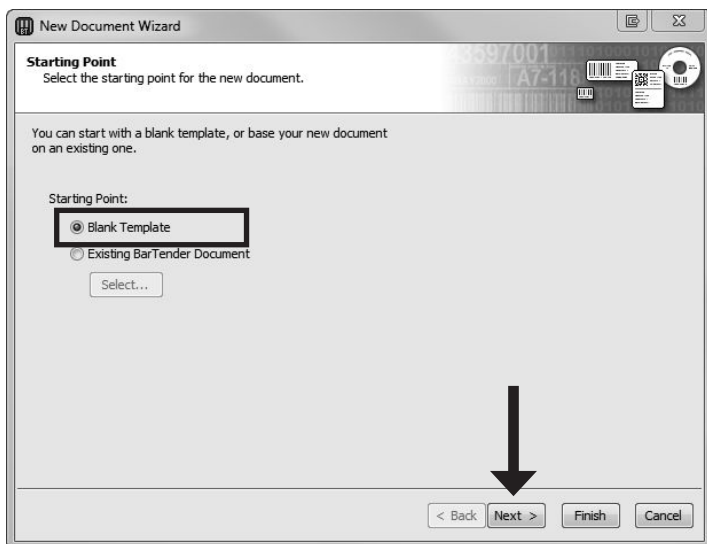 New Document Wizard
Starting Point
Select the starting point for the new document.
A7-118
You can start with a blank template, or base your new document
on an existing one.
Starting Point:
Blank Template
Existing BarTender Document
Select...
< Back
Next >
Finish
Cancel